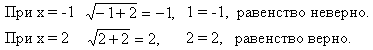 При x = -1 √(-1+2) = -1, 1 = -1, равенство неверно.
При x = 2 √(2+2) = 2, 2 = 2, равенство верно.